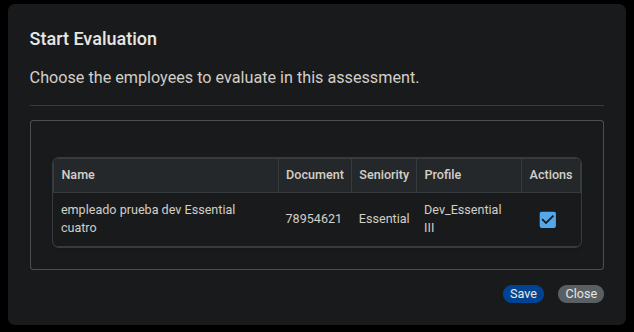 Start Evaluation
Choose the employees to evaluate in this assessment.
Name Document Seniority Profile Actions
empleado prueba dev Essential cuatro 78954621 Essential Dev_Essential III
Save Close